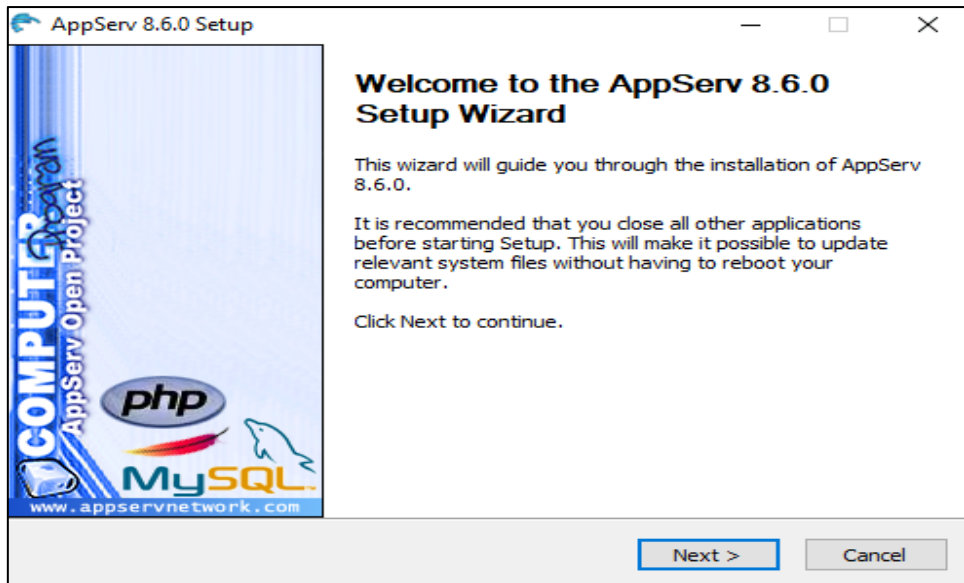 AppServ 8.6.0 Setup
Welcome to the AppServ 8.6.0
Setup Wizard
This wizard will guide you through the installation of AppServ
8.6.0.
It is recommended that you close all other applications
before starting Setup. This will make it possible to update
relevant system files without having to reboot your
computer.
Click Next to continue.
COMPUTER
Program
AppServ Open Project
php
MySQL
www.appservnetwork.com
Next >
Cancel